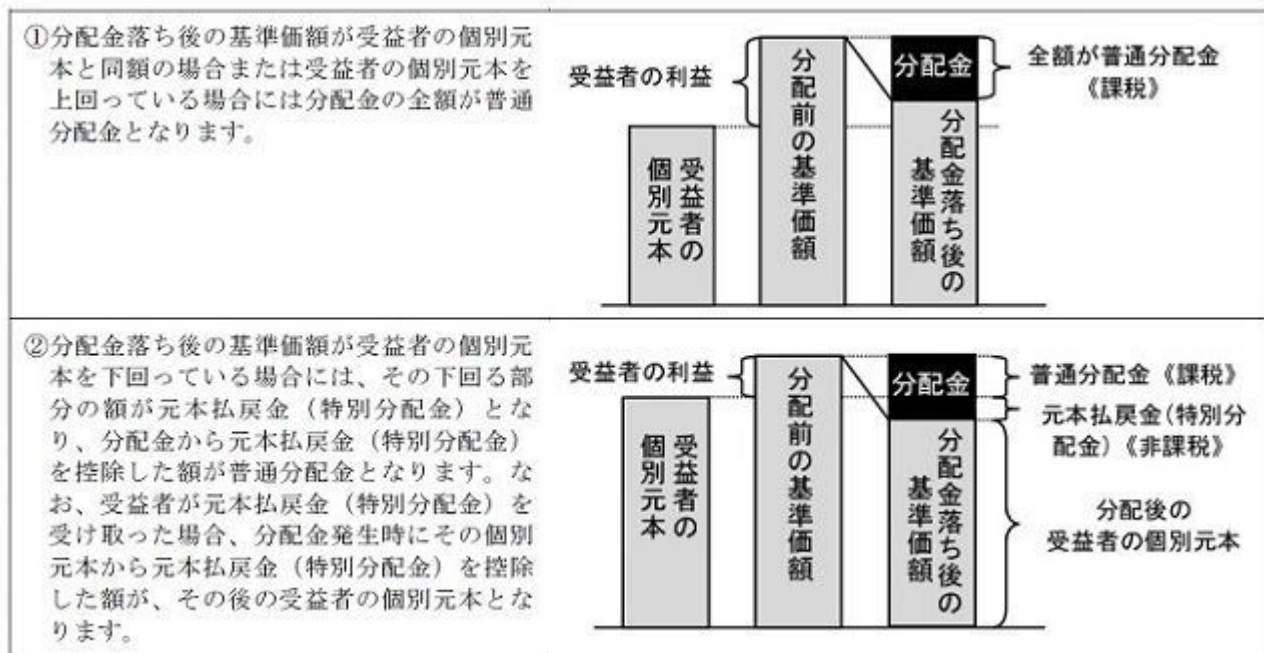 ①分配金落ち後の基準価額が受益者の個別元
本と同額の場合または受益者の個別元本を
上回っている場合には分配金の全額が普通
分配金となります。
受益者の利益
受益者の
個別元本
分配前の基準価額
分配金
分配金落ち後の
基準価額
全額が普通分配金
《課税》
②分配金落ち後の基準価額が受益者の個別元
本を下回っている場合には、その下回る部
分の額が元本払戻金（特別分配金）とな
り、分配金から元本払戻金（特別分配金）
を控除した額が普通分配金となります。な
お、受益者が元本払戻金（特別分配金）を
受け取った場合、分配金発生時にその個別
元本から元本払戻金（特別分配金）を控除
した額が、その後の受益者の個別元本とな
ります。
受益者の利益
受益者の
個別元本
分配前の基準価額
分配金
分配金落ち後の
基準価額
普通分配金《課税》
元本払戻金(特別分
配金)《非課税》
分配後の
受益者の個別元本